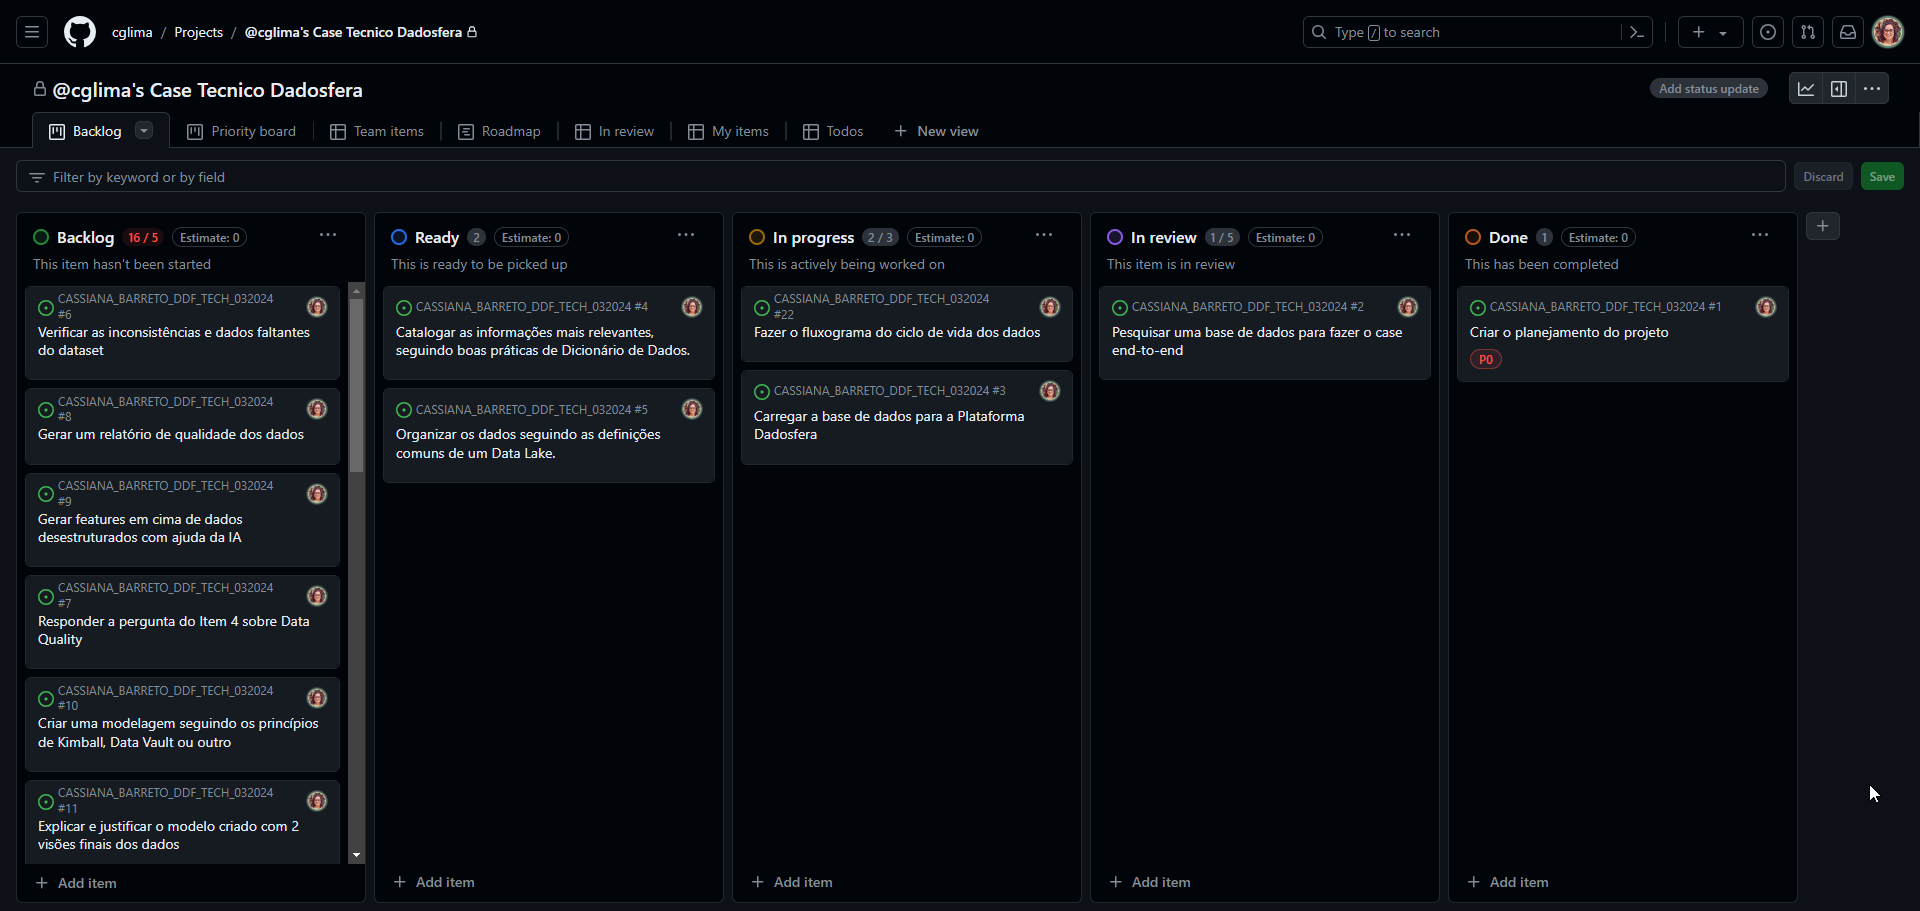 cglima / Projects / @cglima's Case Tecnico Dadosfera
Type / to search
@cglima's Case Tecnico Dadosfera
Add status update
Backlog
Priority board
Team items
Roadmap
In review
My items
Todos
New view
Filter by keyword or by field
Discard
Save
Backlog 16 / 5 Estimate: 0
This item hasn't been started
CASSIANA_BARRETO_DDF_TECH_032024
#6
Verificar as inconsistências e dados faltantes
do dataset
CASSIANA_BARRETO_DDF_TECH_032024
#8
Gerar um relatório de qualidade dos dados
CASSIANA_BARRETO_DDF_TECH_032024
#9
Gerar features em cima de dados
desestruturados com ajuda da IA
CASSIANA_BARRETO_DDF_TECH_032024
#7
Responder a pergunta do Item 4 sobre Data
Quality
CASSIANA_BARRETO_DDF_TECH_032024
#10
Criar uma modelagem seguindo os princípios
de Kimball, Data Vault ou outro
CASSIANA_BARRETO_DDF_TECH_032024
#11
Explicar e justificar o modelo criado com 2
visões finais dos dados
Add item
Ready 2 Estimate: 0
This is ready to be picked up
CASSIANA_BARRETO_DDF_TECH_032024 #4
Catalogar as informações mais relevantes,
seguindo boas práticas de Dicionário de Dados.
CASSIANA_BARRETO_DDF_TECH_032024 #5
Organizar os dados seguindo as definições
comuns de um Data Lake.
Add item
In progress 2 / 3 Estimate: 0
This is actively being worked on
CASSIANA_BARRETO_DDF_TECH_032024
#22
Fazer o fluxograma do ciclo de vida dos dados
CASSIANA_BARRETO_DDF_TECH_032024 #3
Carregar a base de dados para a Plataforma
Dadosfera
Add item
In review 1 / 5 Estimate: 0
This item is in review
CASSIANA_BARRETO_DDF_TECH_032024 #2
Pesquisar uma base de dados para fazer o case
end-to-end
Add item
Done 1 Estimate: 0
This has been completed
CASSIANA_BARRETO_DDF_TECH_032024 #1
Criar o planejamento do projeto
P0
Add item